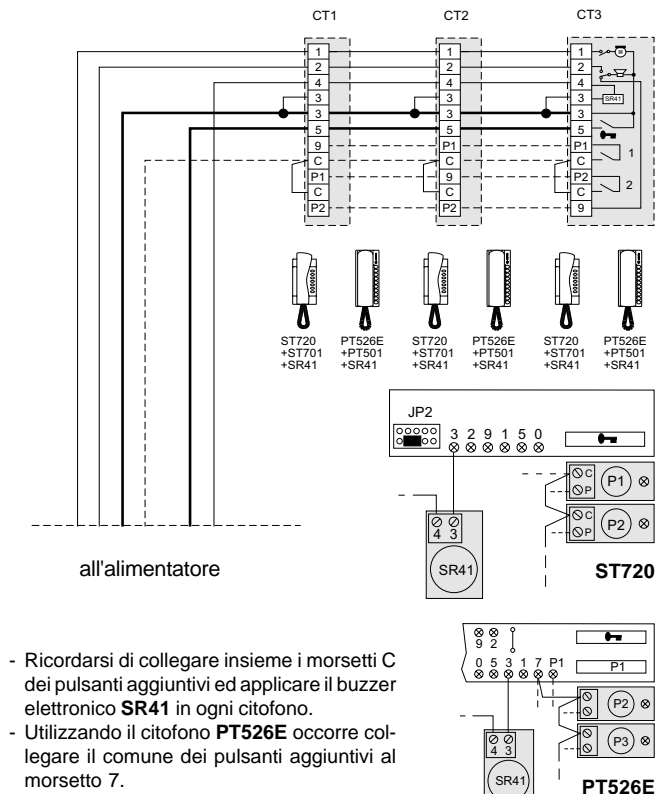 CT1 CT2 CT3
1 1 1
2 2 2
4 4 4
3 3 3 SR41
3 3 3
5 5 5
9 P1 P1 1
C C C
P1 9 P2 2
C C C
P2 P2 9
ST720 PT526E ST720 PT526E ST720 PT526E
+ST701 +PT501 +ST701 +PT501 +ST701 +PT501
+SR41 +SR41 +SR41 +SR41 +SR41 +SR41
JP2
3 2 9 1 5 0
C
P P1
C
P P2
4 3
SR41
ST720
all'alimentatore
9 2
0 5 3 1 7 P1 P1
P2
P3
4 3
SR41
PT526E
- Ricordarsi di collegare insieme i morsetti C
dei pulsanti aggiuntivi ed applicare il buzzer
elettronico SR41 in ogni citofono.
- Utilizzando il citofono PT526E occorre col-
legare il comune dei pulsanti aggiuntivi al
morsetto 7.